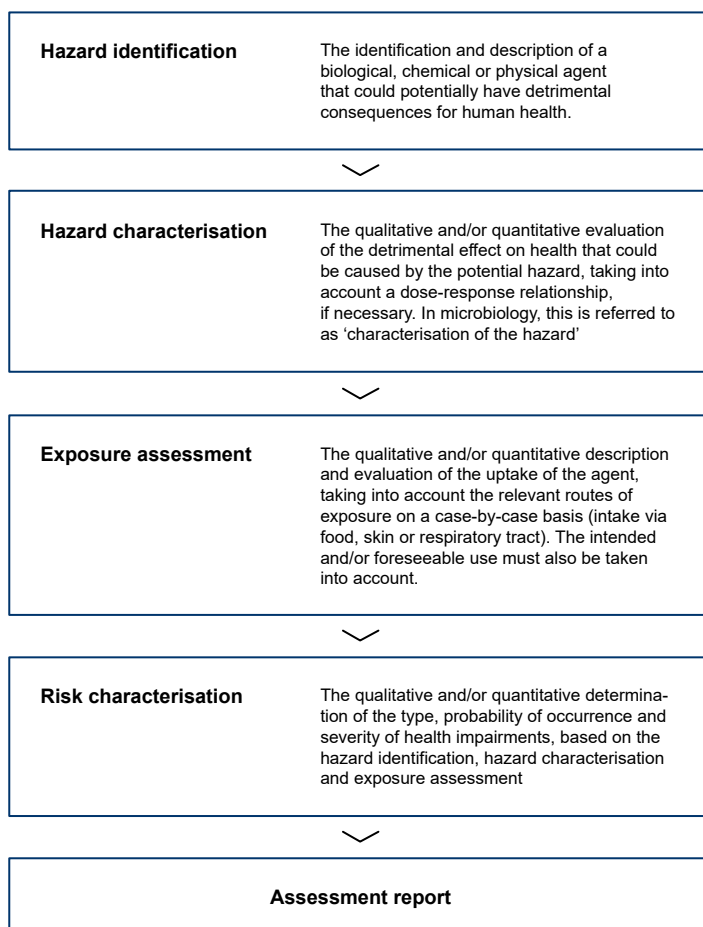 Hazard identification
The identification and description of a
biological, chemical or physical agent
that could potentially have detrimental
consequences for human health.
Hazard characterisation
The qualitative and/or quantitative evaluation
of the detrimental effect on health that could
be caused by the potential hazard, taking into
account a dose-response relationship,
if necessary. In microbiology, this is referred to
as ‘characterisation of the hazard’
Exposure assessment
The qualitative and/or quantitative description
and evaluation of the uptake of the agent,
taking into account the relevant routes of
exposure on a case-by-case basis (intake via
food, skin or respiratory tract). The intended
and/or foreseeable use must also be taken
into account.
Risk characterisation
The qualitative and/or quantitative determina-
tion of the type, probability of occurrence and
severity of health impairments, based on the
hazard identification, hazard characterisation
and exposure assessment
Assessment report